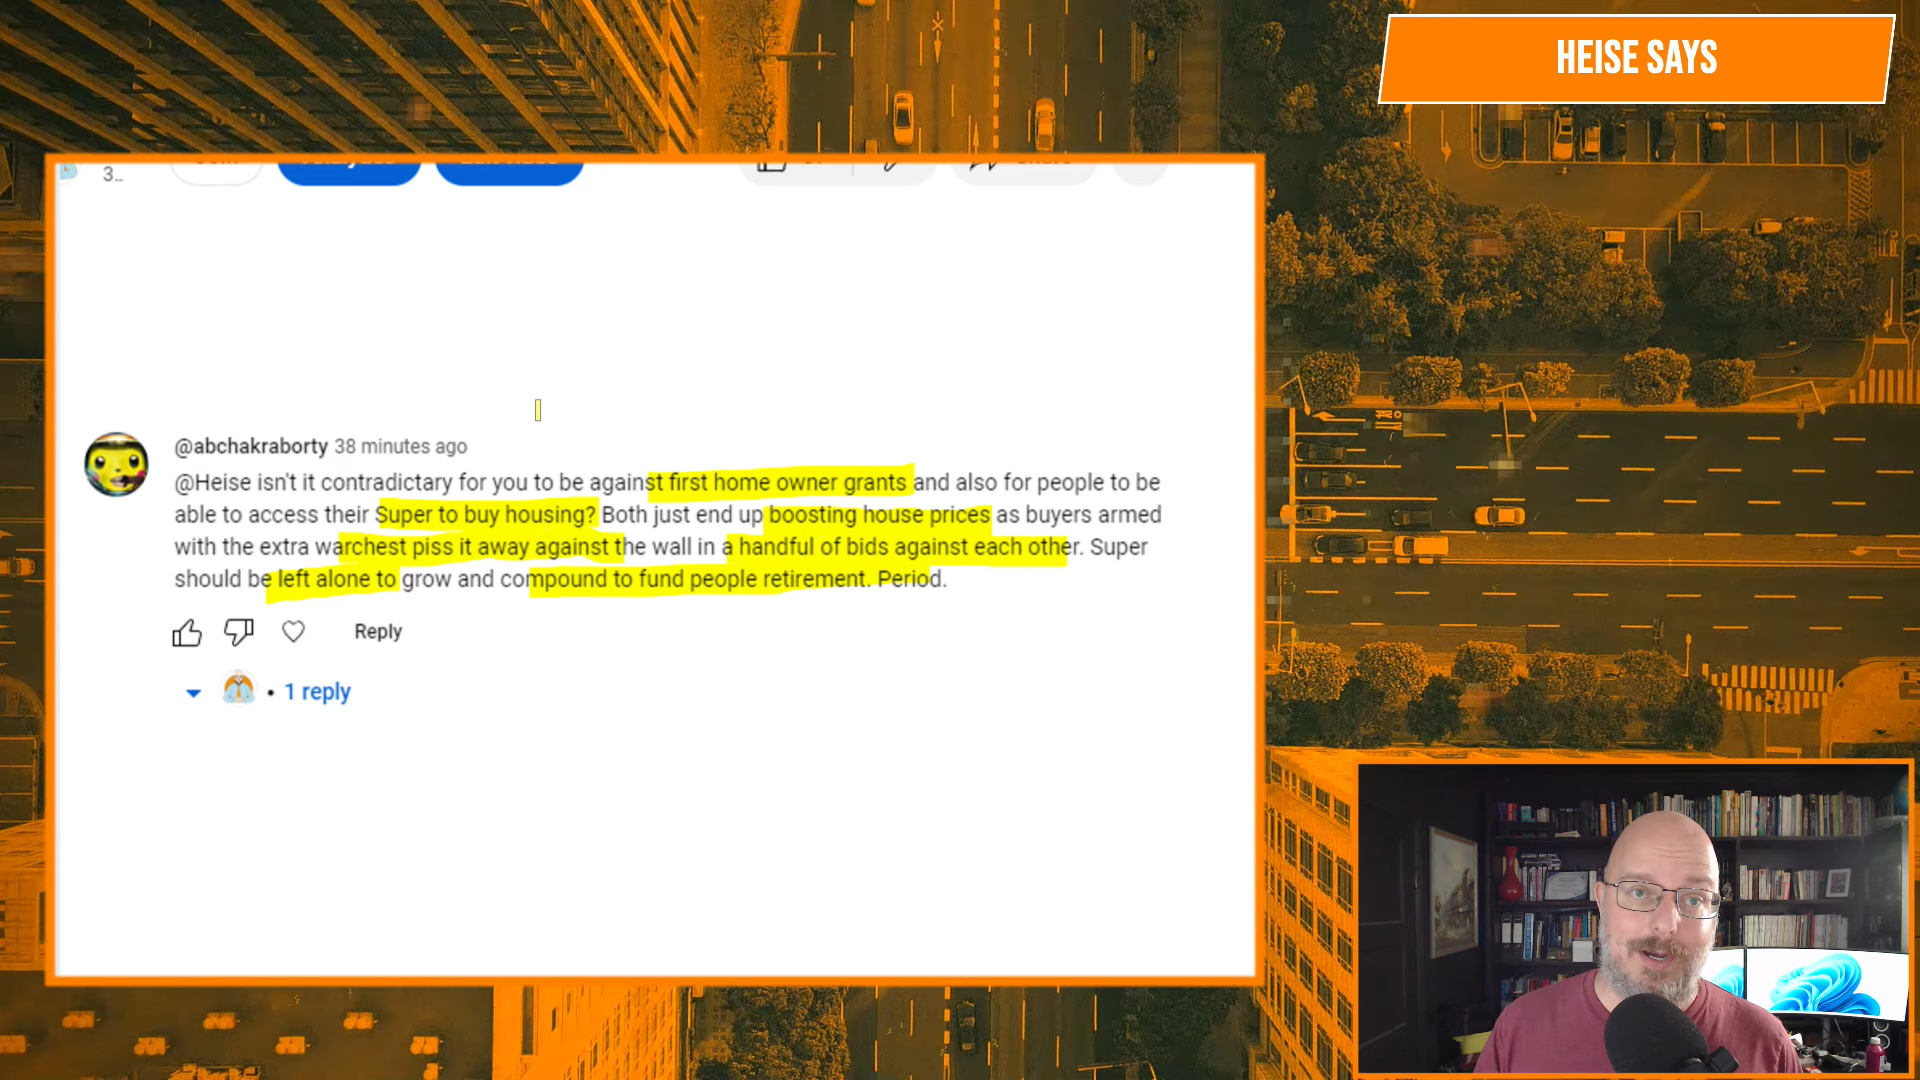 HEISE SAYS
3..
@abchakraborty 38 minutes ago
@Heise isn't it contradictary for you to be against first home owner grants and also for people to be
able to access their Super to buy housing? Both just end up boosting house prices as buyers armed
with the extra warchest piss it away against the wall in a handful of bids against each other. Super
should be left alone to grow and compound to fund people retirement. Period.
Reply
• 1 reply